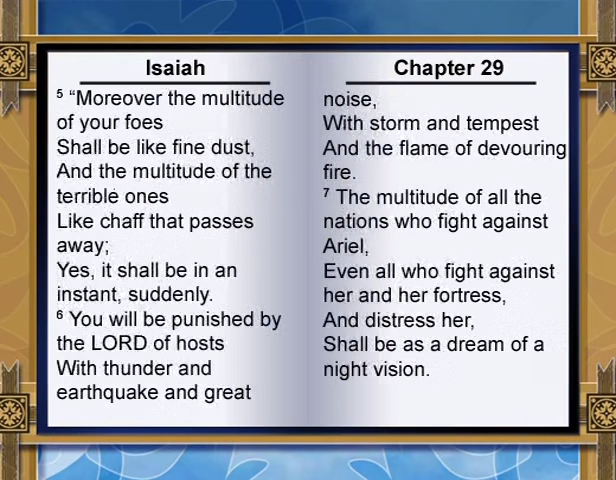 Isaiah
⁵ “Moreover the multitude
of your foes
Shall be like fine dust,
And the multitude of the
terrible ones
Like chaff that passes
away;
Yes, it shall be in an
instant, suddenly.
⁶ You will be punished by
the LORD of hosts
With thunder and
earthquake and great
Chapter 29
noise,
With storm and tempest
And the flame of devouring
fire.
⁷ The multitude of all the
nations who fight against
Ariel,
Even all who fight against
her and her fortress,
And distress her,
Shall be as a dream of a
night vision.